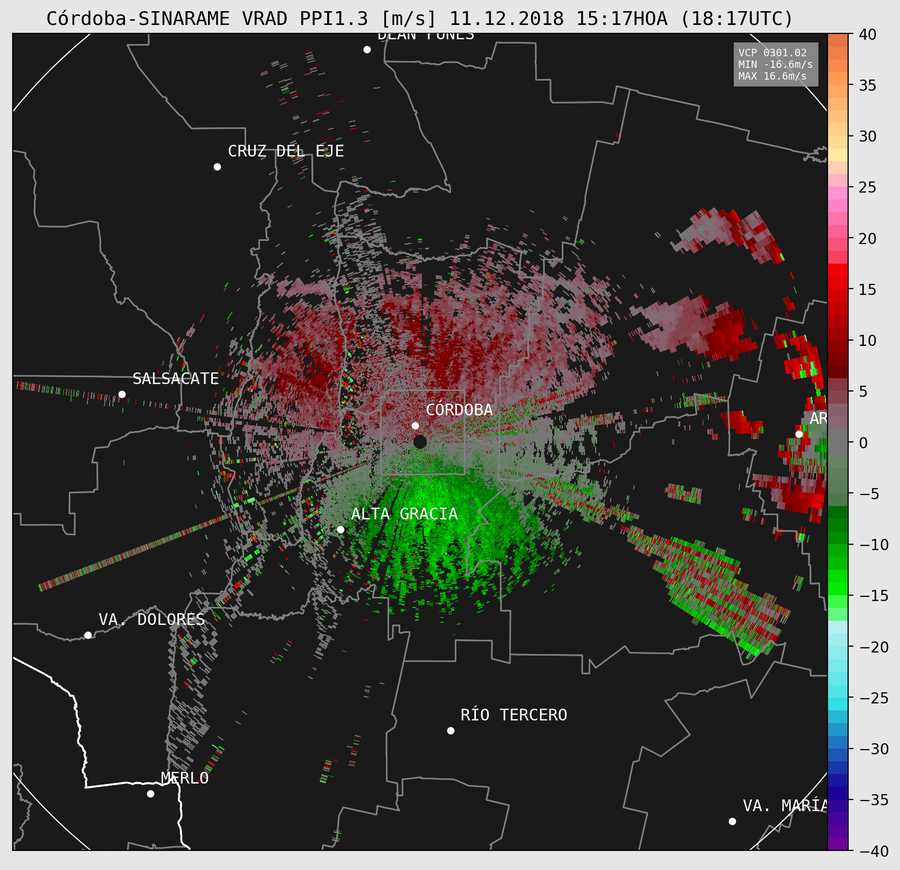 Córdoba-SINARAME VRAD PPI1.3 [m/s] 11.12.2018 15:17HOA (18:17UTC)
DEAN FUNES
VCP 0301.02
MIN -16.6m/s
MAX 16.6m/s
CRUZ DEL EJE
SALSACATE
CÓRDOBA
AR
ALTA GRACIA
VA. DOLORES
RÍO TERCERO
MERLO
VA. MARÍA
40
35
30
25
20
15
10
5
0
−5
−10
−15
−20
−25
−30
−35
−40